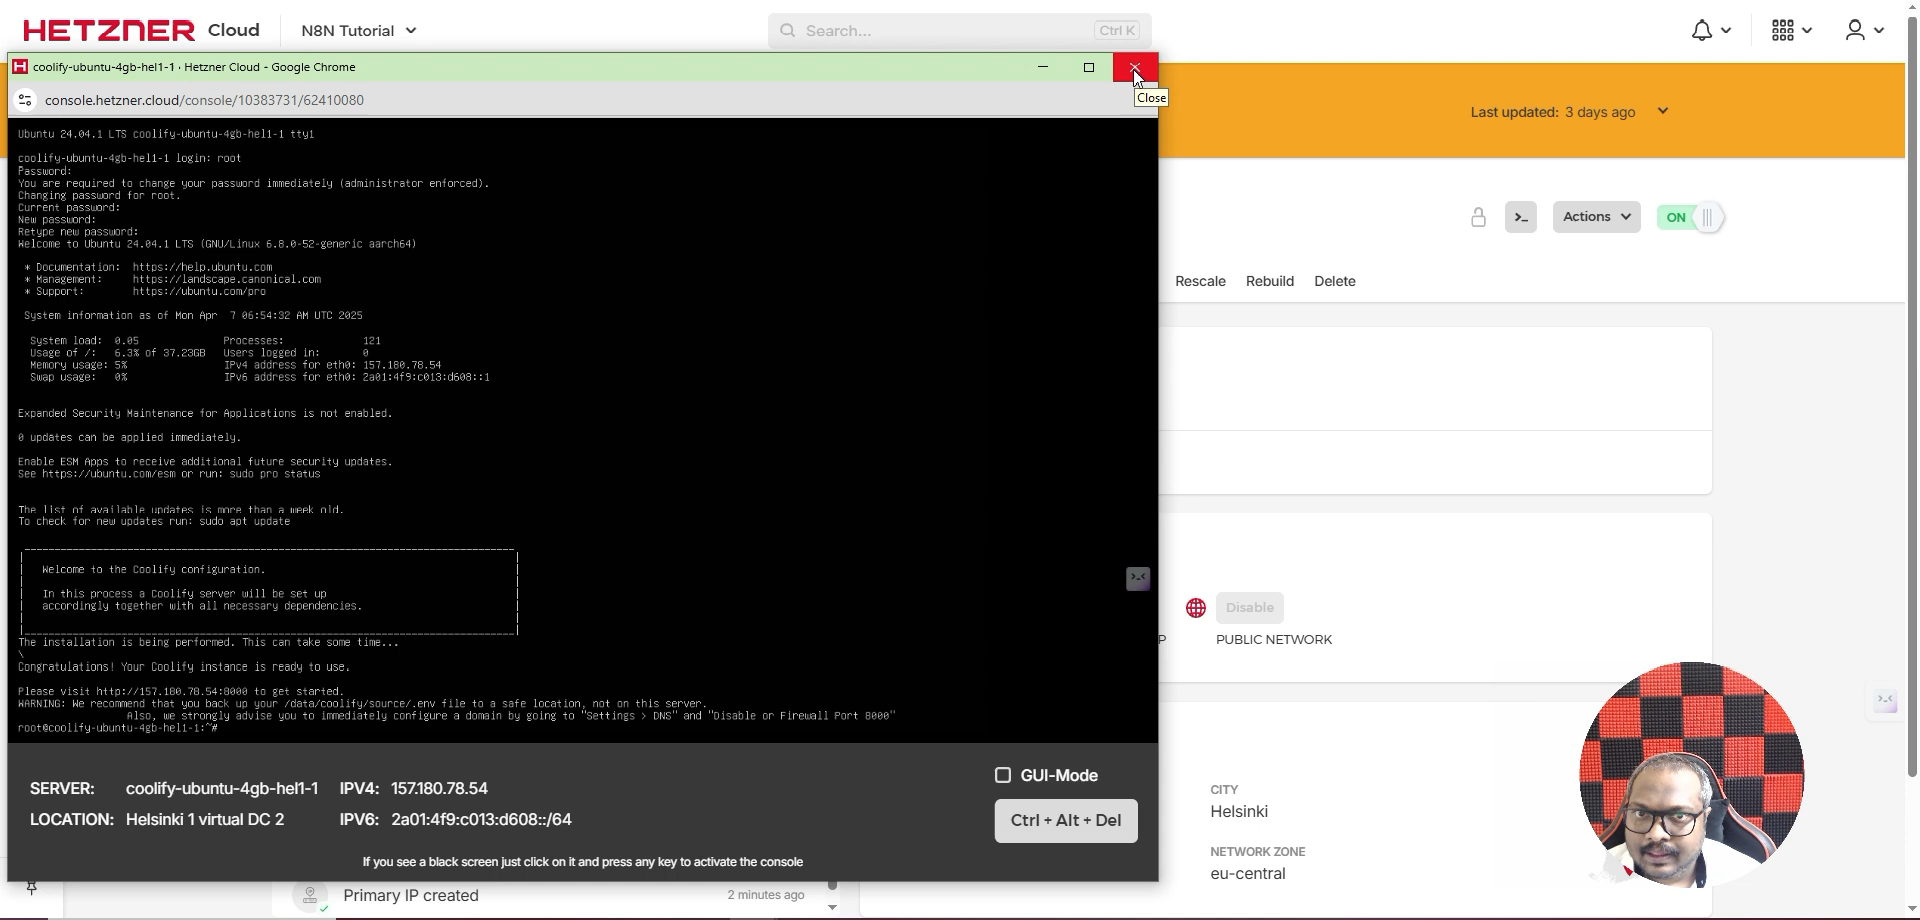 HETZNER Cloud N8N Tutorial Search... Ctrl K
coolify-ubuntu-4gb-hel1-1 · Hetzner Cloud - Google Chrome
Close
console.hetzner.cloud/console/10383731/62410080
Last updated: 3 days ago
Ubuntu 24.04.1 LTS coolify-ubuntu-4gb-hel1-1 tty1
coolify-ubuntu-4gb-hel1-1 login: root
Password:
You are required to change your password immediately (administrator enforced).
Changing password for root.
Current password:
New password:
Retype new password:
Welcome to Ubuntu 24.04.1 LTS (GNU/Linux 6.8.0-52-generic aarch64)
* Documentation: https://help.ubuntu.com
* Management: https://landscape.canonical.com
* Support: https://ubuntu.com/pro
System information as of Mon Apr 7 06:54:32 AM UTC 2025
System load: 0.05 Processes: 121
Usage of /: 6.3% of 37.23GB Users logged in: 0
Memory usage: 5% IPv4 address for eth0: 157.180.78.54
Swap usage: 0% IPv6 address for eth0: 2a01:4f9:c013:d608::1
Expanded Security Maintenance for Applications is not enabled.
0 updates can be applied immediately.
Enable ESM Apps to receive additional future security updates.
See https://ubuntu.com/esm or run: sudo pro status
The list of available updates is more than a week old.
To check for new updates run: sudo apt update
Welcome to the Coolify configuration.
In this process a Coolify server will be set up
accordingly together with all necessary dependencies.
The installation is being performed. This can take some time...
\
Congratulations! Your Coolify instance is ready to use.
Please visit http://157.180.78.54:8000 to get started.
WARNING: We recommend that you back up your /data/coolify/source/.env file to a safe location, not on this server.
Also, we strongly advise you to immediately configure a domain by going to "Settings > DNS" and "Disable or Firewall Port 8000"
root@coolify-ubuntu-4gb-hel1-1:~#
SERVER: coolify-ubuntu-4gb-hel1-1 IPV4: 157.180.78.54
LOCATION: Helsinki 1 virtual DC 2 IPV6: 2a01:4f9:c013:d608::/64
GUI-Mode
Ctrl + Alt + Del
If you see a black screen just click on it and press any key to activate the console
Actions ON
Rescale Rebuild Delete
Disable
P PUBLIC NETWORK
CITY
Helsinki
NETWORK ZONE
eu-central
Primary IP created 2 minutes ago